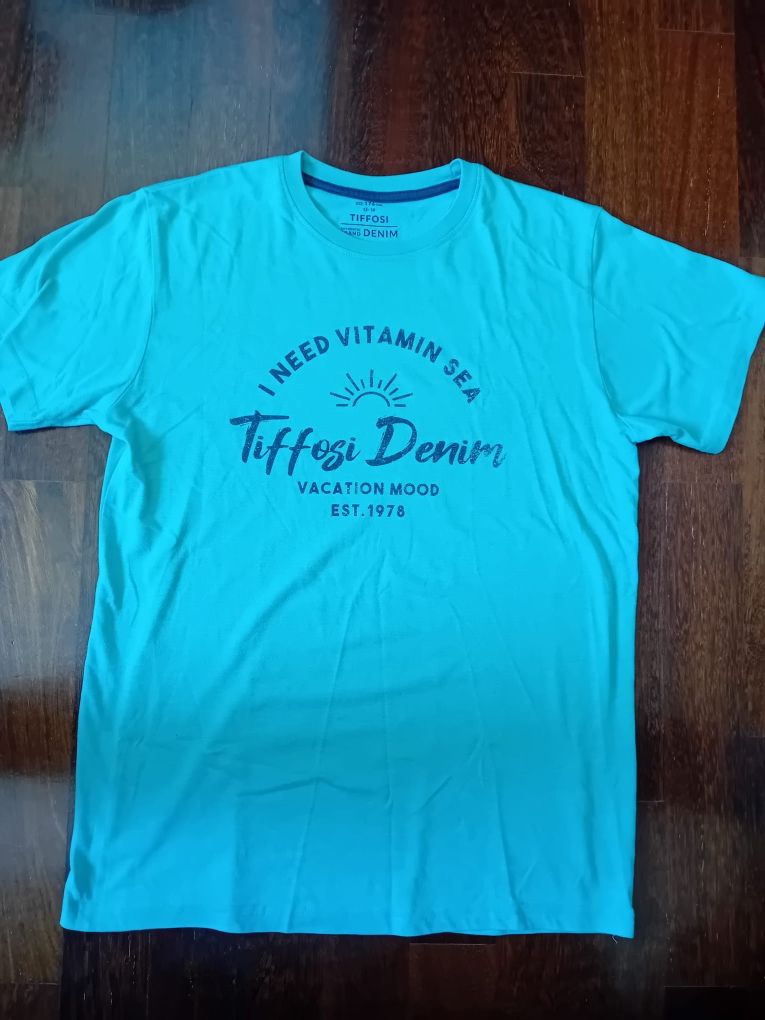 TIFFOSI
DENIM
I NEED VITAMIN SEA
Tiffosi Denim
VACATION MOOD
EST.1978